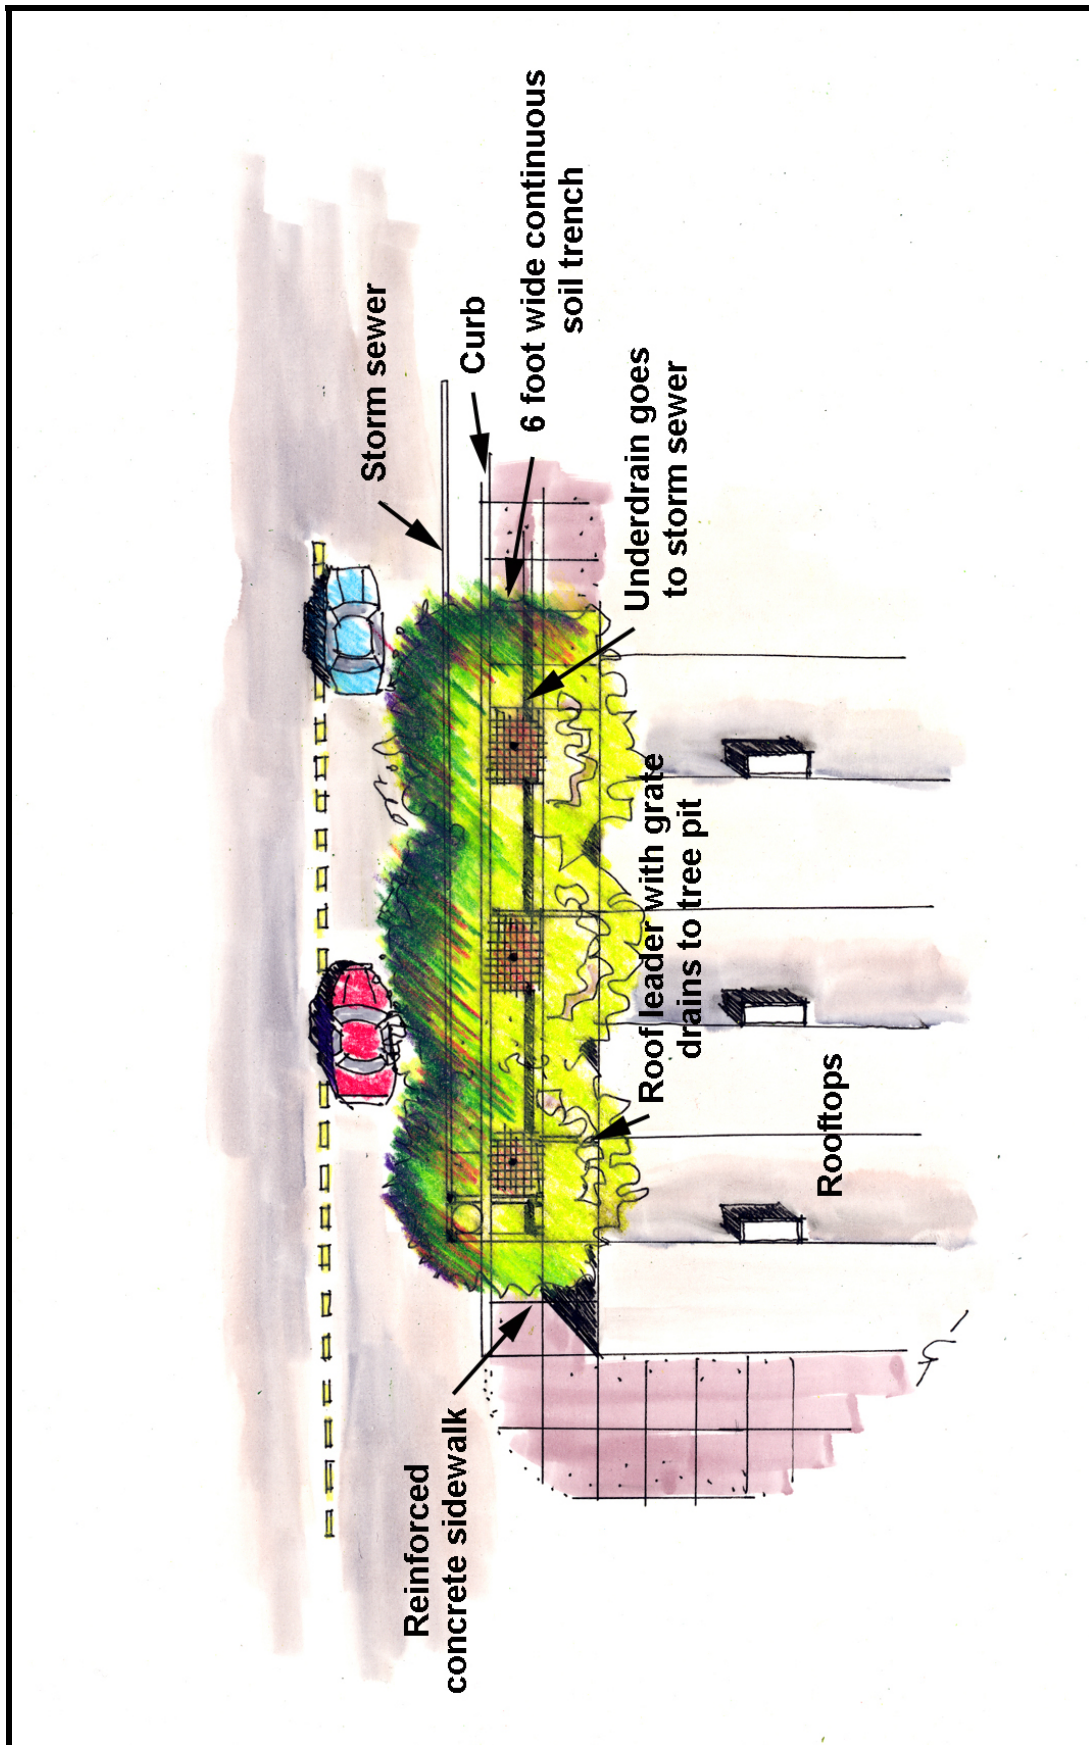 Storm sewer
Curb
6 foot wide continuous
soil trench
Underdrain goes
to storm sewer
Roof leader with grate
drains to tree pit
Rooftops
Reinforced
concrete sidewalk